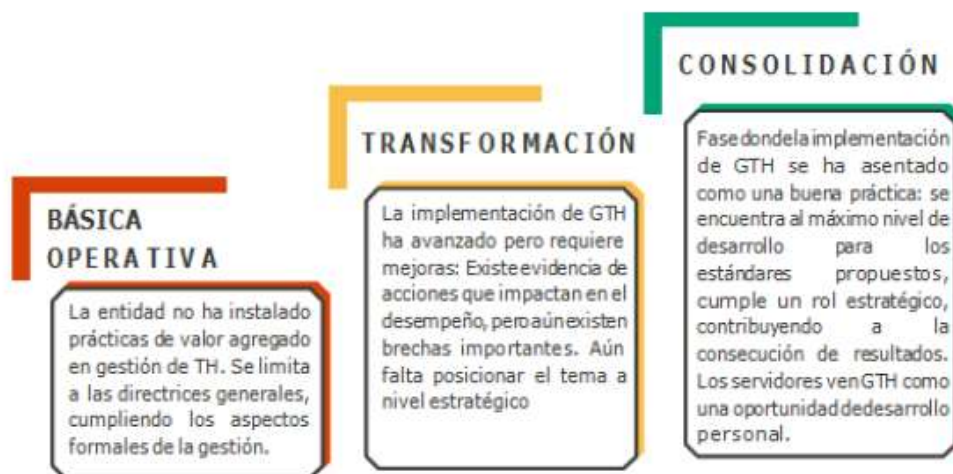 BÁSICA
OPERATIVA
La entidad no ha instalado
prácticas de valor agregado
en gestión de TH. Se limita
a las directrices generales,
cumpliendo los aspectos
formales de la gestión.
TRANSFORMACIÓN
La implementación de GTH
ha avanzado pero requiere
mejoras: Existe evidencia de
acciones que impactan en el
desempeño, pero aún existen
brechas importantes. Aún
falta posicionar el tema a
nivel estratégico
CONSOLIDACIÓN
Fase donde la implementación
de GTH se ha asentado
como una buena práctica: se
encuentra al máximo nivel de
desarrollo para los
estándares propuestos,
cumple un rol estratégico,
contribuyendo a la
consecución de resultados.
Los servidores ven GTH como
una oportunidad de desarrollo
personal.